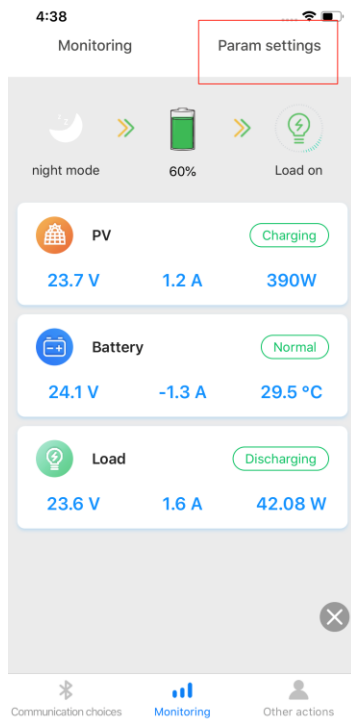 4:38
Monitoring Param settings
night mode 60% Load on
PV Charging
23.7 V 1.2 A 390W
Battery Normal
24.1 V -1.3 A 29.5 °C
Load Discharging
23.6 V 1.6 A 42.08 W
Communication choices Monitoring Other actions